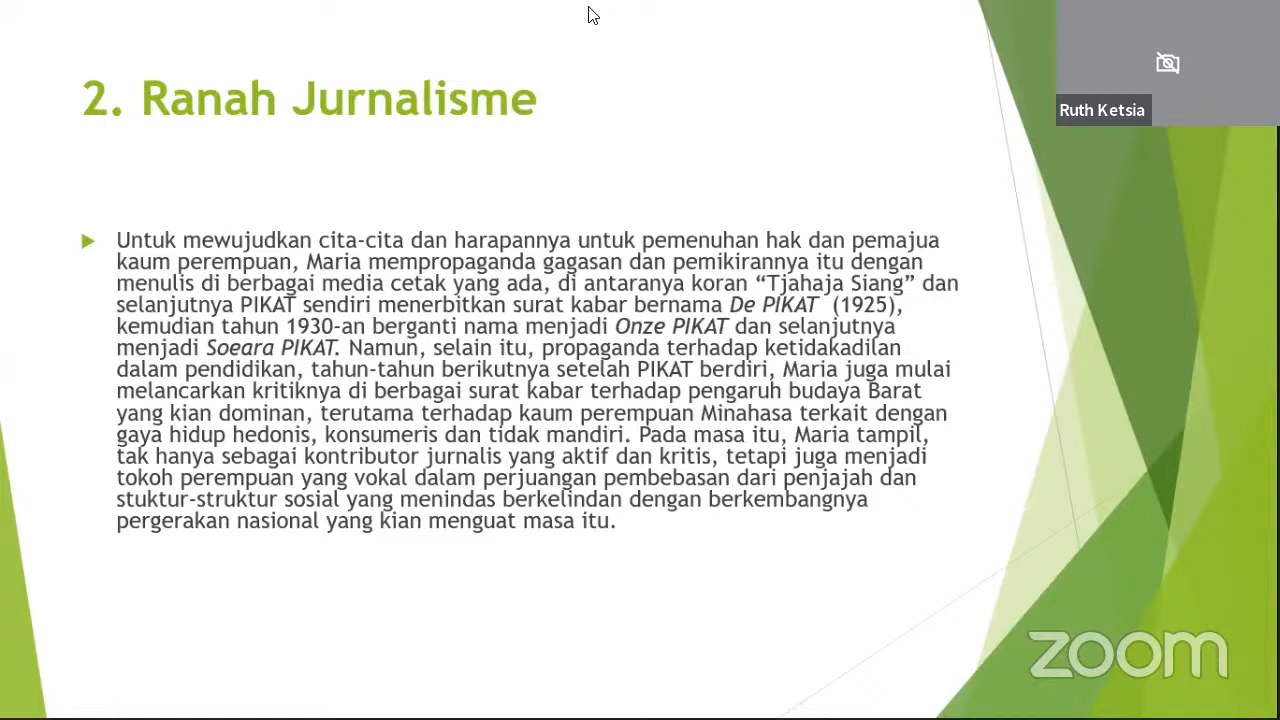 2. Ranah Jurnalisme
Ruth Ketsia
Untuk mewujudkan cita-cita dan harapannya untuk pemenuhan hak dan pemajua
kaum perempuan, Maria mempropaganda gagasan dan pemikirannya itu dengan
menulis di berbagai media cetak yang ada, di antaranya koran “Tjahaja Siang” dan
selanjutnya PIKAT sendiri menerbitkan surat kabar bernama De PIKAT (1925),
kemudian tahun 1930-an berganti nama menjadi Onze PIKAT dan selanjutnya
menjadi Soeara PIKAT. Namun, selain itu, propaganda terhadap ketidakadilan
dalam pendidikan, tahun-tahun berikutnya setelah PIKAT berdiri, Maria juga mulai
melancarkan kritiknya di berbagai surat kabar terhadap pengaruh budaya Barat
yang kian dominan, terutama terhadap kaum perempuan Minahasa terkait dengan
gaya hidup hedonis, konsumeris dan tidak mandiri. Pada masa itu, Maria tampil,
tak hanya sebagai kontributor jurnalis yang aktif dan kritis, tetapi juga menjadi
tokoh perempuan yang vokal dalam perjuangan pembebasan dari penjajah dan
stuktur-struktur sosial yang menindas berkelindan dengan berkembangnya
pergerakan nasional yang kian menguat masa itu.
zoom